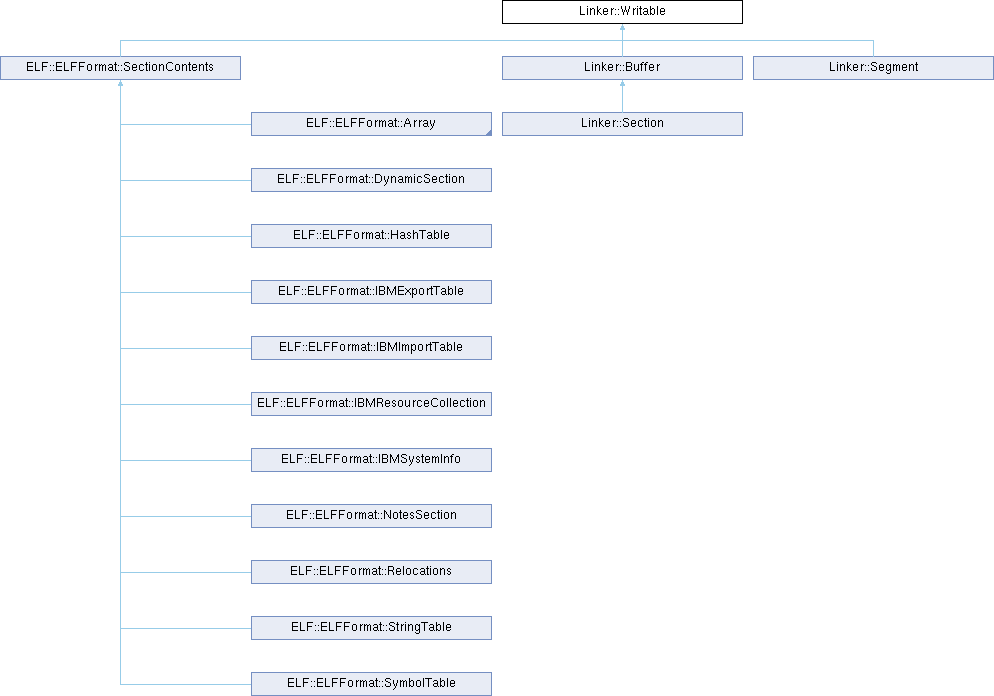 Linker::Writable
ELF::ELFFormat::SectionContents
Linker::Buffer
Linker::Segment
ELF::ELFFormat::Array
Linker::Section
ELF::ELFFormat::DynamicSection
ELF::ELFFormat::HashTable
ELF::ELFFormat::IBMExportTable
ELF::ELFFormat::IBMImportTable
ELF::ELFFormat::IBMResourceCollection
ELF::ELFFormat::IBMSystemInfo
ELF::ELFFormat::NotesSection
ELF::ELFFormat::Relocations
ELF::ELFFormat::StringTable
ELF::ELFFormat::SymbolTable